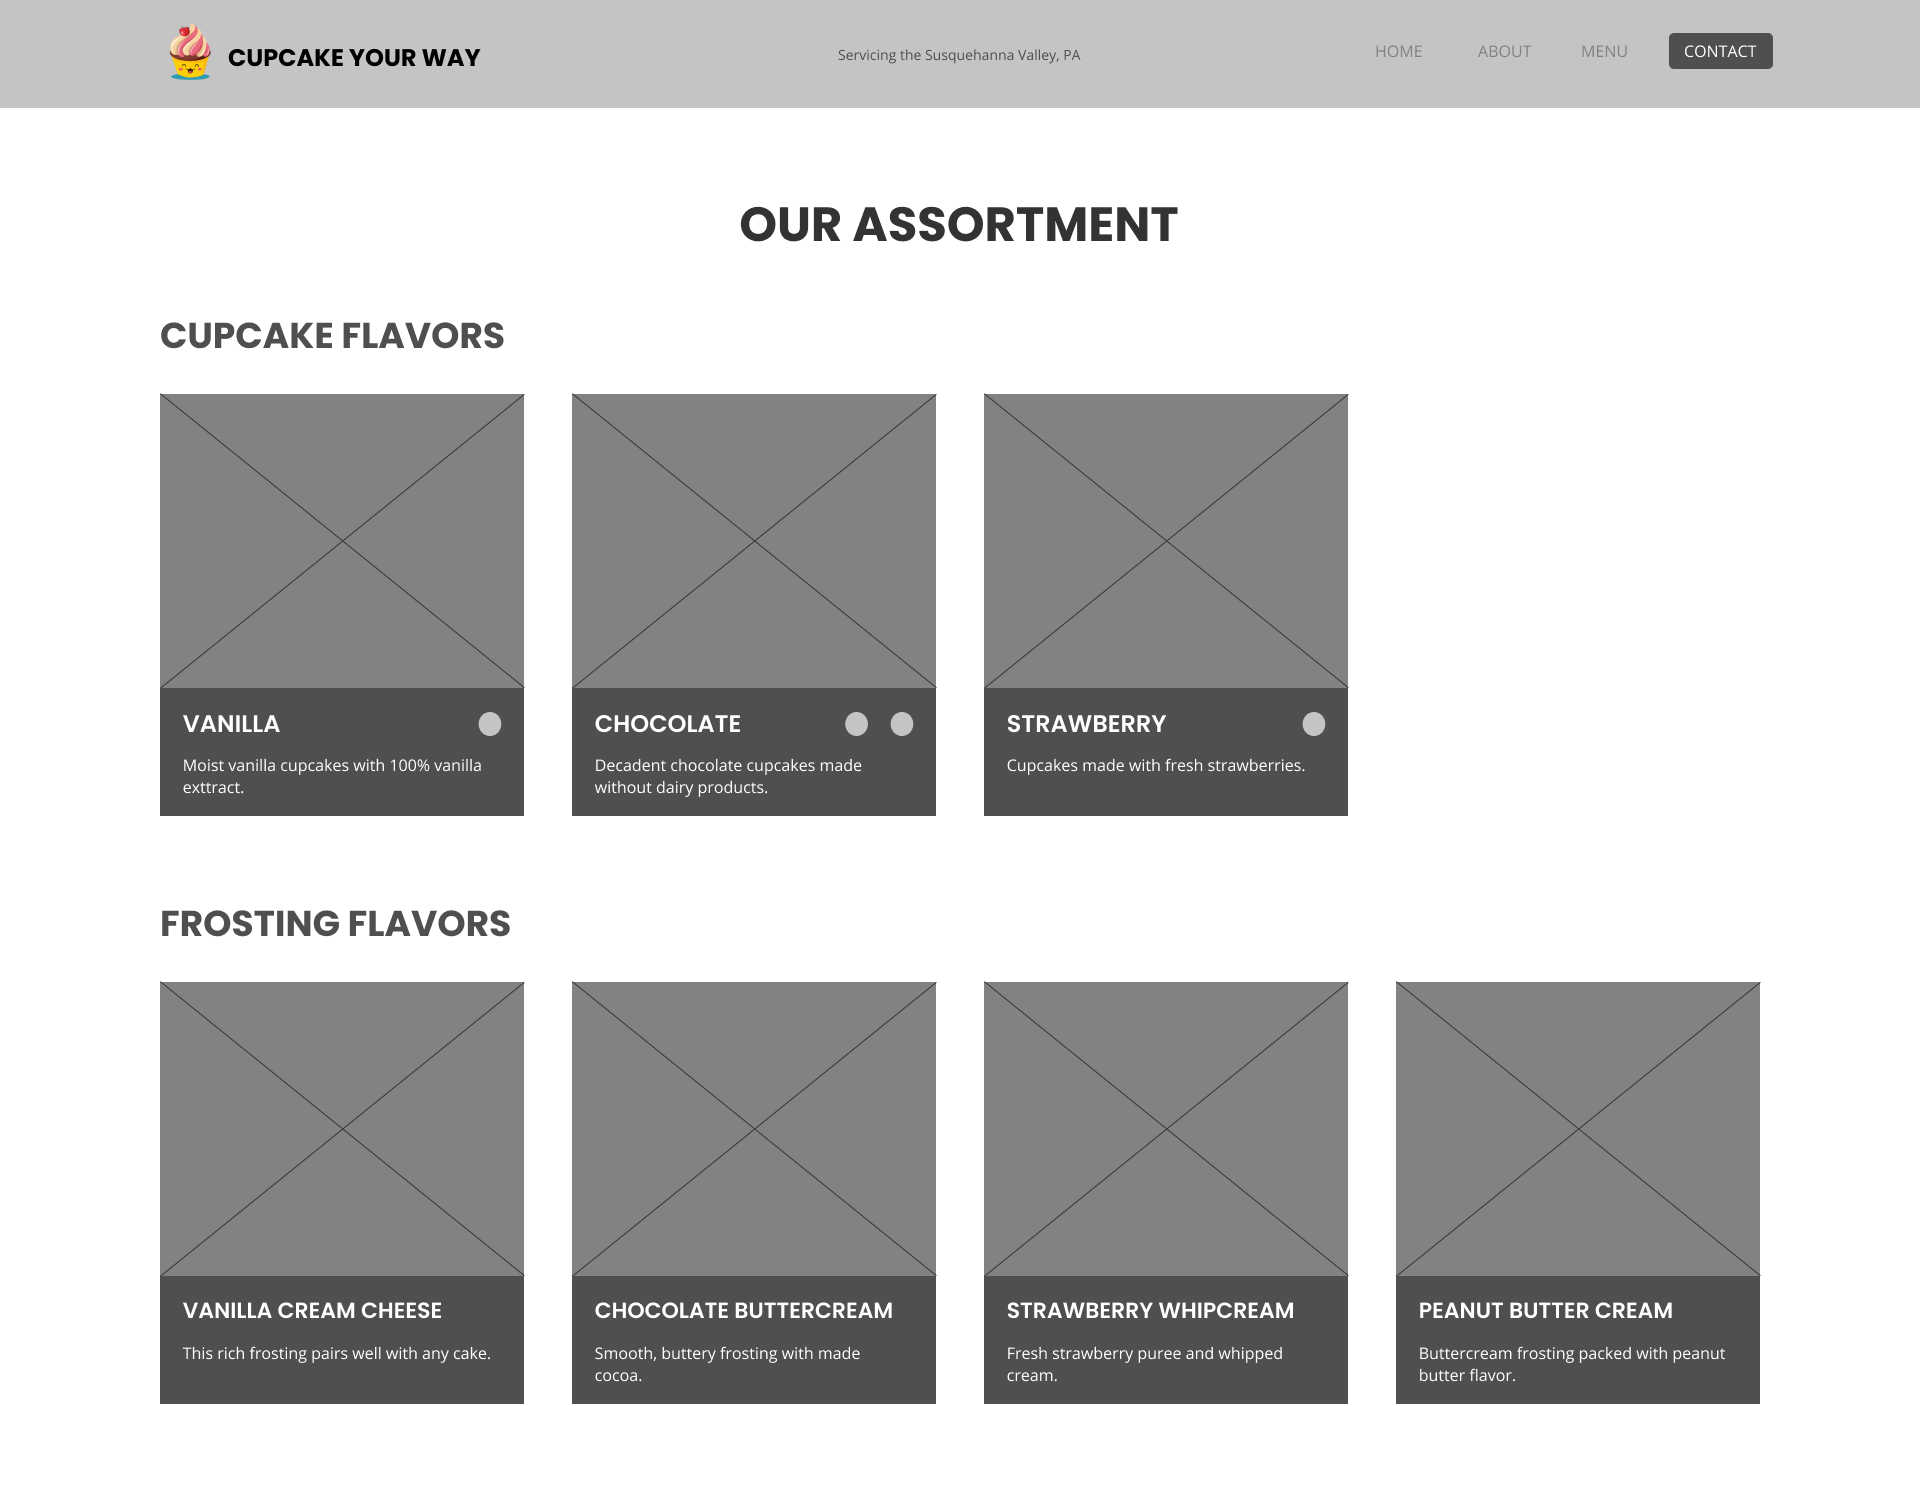 CUPCAKE YOUR WAY
Servicing the Susquehanna Valley, PA
HOME
ABOUT
MENU
CONTACT
OUR ASSORTMENT
CUPCAKE FLAVORS
VANILLA
Moist vanilla cupcakes with 100% vanilla
exttract.
CHOCOLATE
Decadent chocolate cupcakes made
without dairy products.
STRAWBERRY
Cupcakes made with fresh strawberries.
FROSTING FLAVORS
VANILLA CREAM CHEESE
This rich frosting pairs well with any cake.
CHOCOLATE BUTTERCREAM
Smooth, buttery frosting with made
cocoa.
STRAWBERRY WHIPCREAM
Fresh strawberry puree and whipped
cream.
PEANUT BUTTER CREAM
Buttercream frosting packed with peanut
butter flavor.